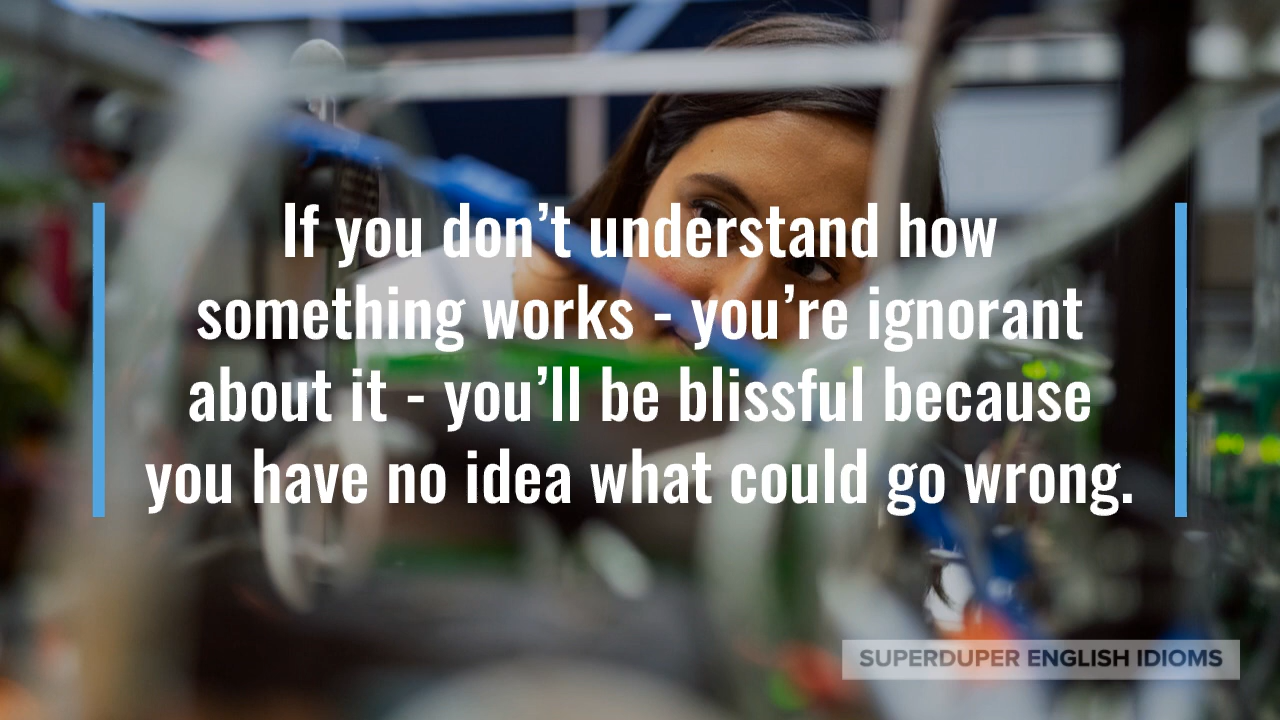 If you don’t understand how
something works - you’re ignorant
about it - you’ll be blissful because
you have no idea what could go wrong.
SUPERDUPER ENGLISH IDIOMS